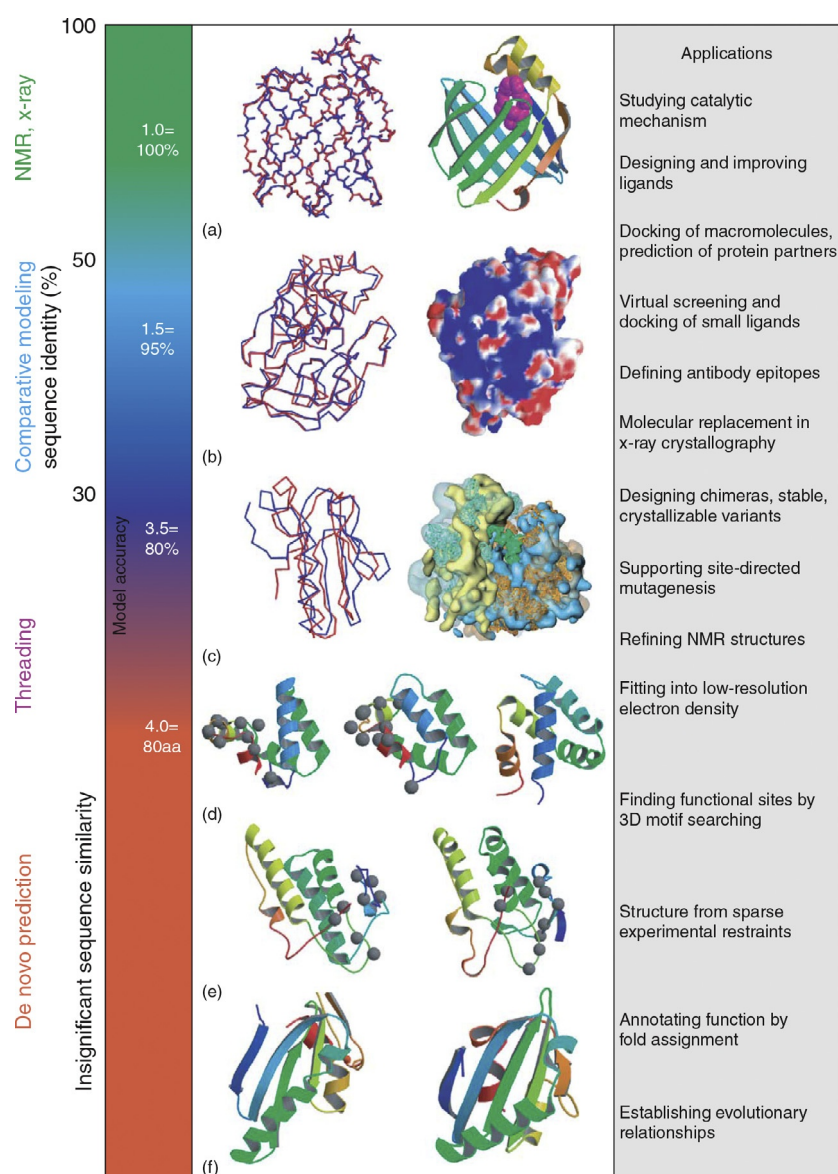 100
50
30
NMR, x-ray
Comparative modeling
sequence identity (%)
Threading
De novo prediction
Insignificant sequence similarity
Model accuracy
1.0=
100%
1.5=
95%
3.5=
80%
4.0=
80aa
(a)
(b)
(c)
(d)
(e)
(f)
Applications
Studying catalytic
mechanism
Designing and improving
ligands
Docking of macromolecules,
prediction of protein partners
Virtual screening and
docking of small ligands
Defining antibody epitopes
Molecular replacement in
x-ray crystallography
Designing chimeras, stable,
crystallizable variants
Supporting site-directed
mutagenesis
Refining NMR structures
Fitting into low-resolution
electron density
Finding functional sites by
3D motif searching
Structure from sparse
experimental restraints
Annotating function by
fold assignment
Establishing evolutionary
relationships